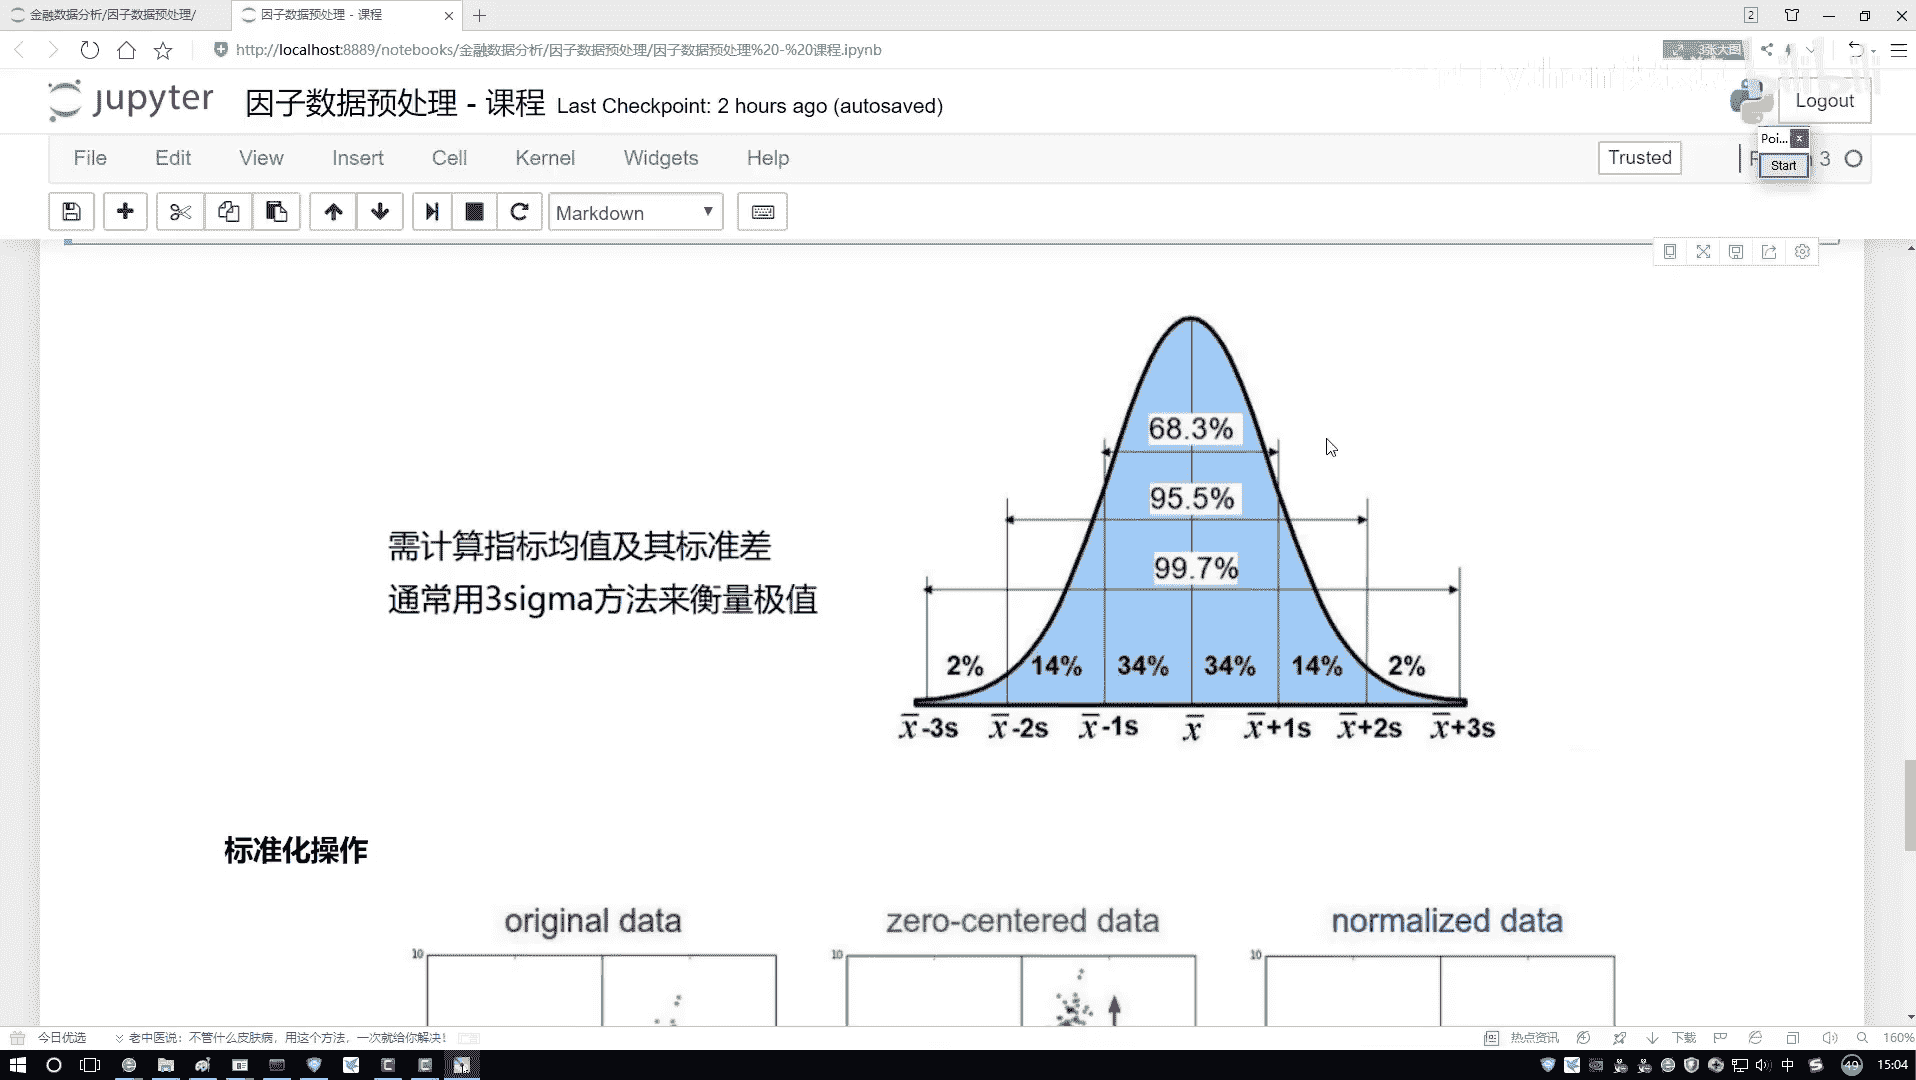 金融数据分析/因子数据预处理/
因子数据预处理 - 课程
2
http://localhost:8889/notebooks/金融数据分析/因子数据预处理/因子数据预处理%20-%20课程.ipynb
3张大图
bilibili
jupyter
因子数据预处理 - 课程 Last Checkpoint: 2 hours ago (autosaved)
Logout
Poi...
File Edit View Insert Cell Kernel Widgets Help
Trusted
3
Start
Markdown
68.3%
95.5%
需计算指标均值及其标准差
99.7%
通常用3sigma方法来衡量极值
2% 14% 34% 34% 14% 2%
x̅-3s x̅-2s x̅-1s x̅ x̅+1s x̅+2s x̅+3s
标准化操作
original data zero-centered data normalized data
10 10 10
今日优选 老中医说：不管什么皮肤病，用这个方法，一次就给你解决！
热点资讯 下载 160%
中 49 15:04